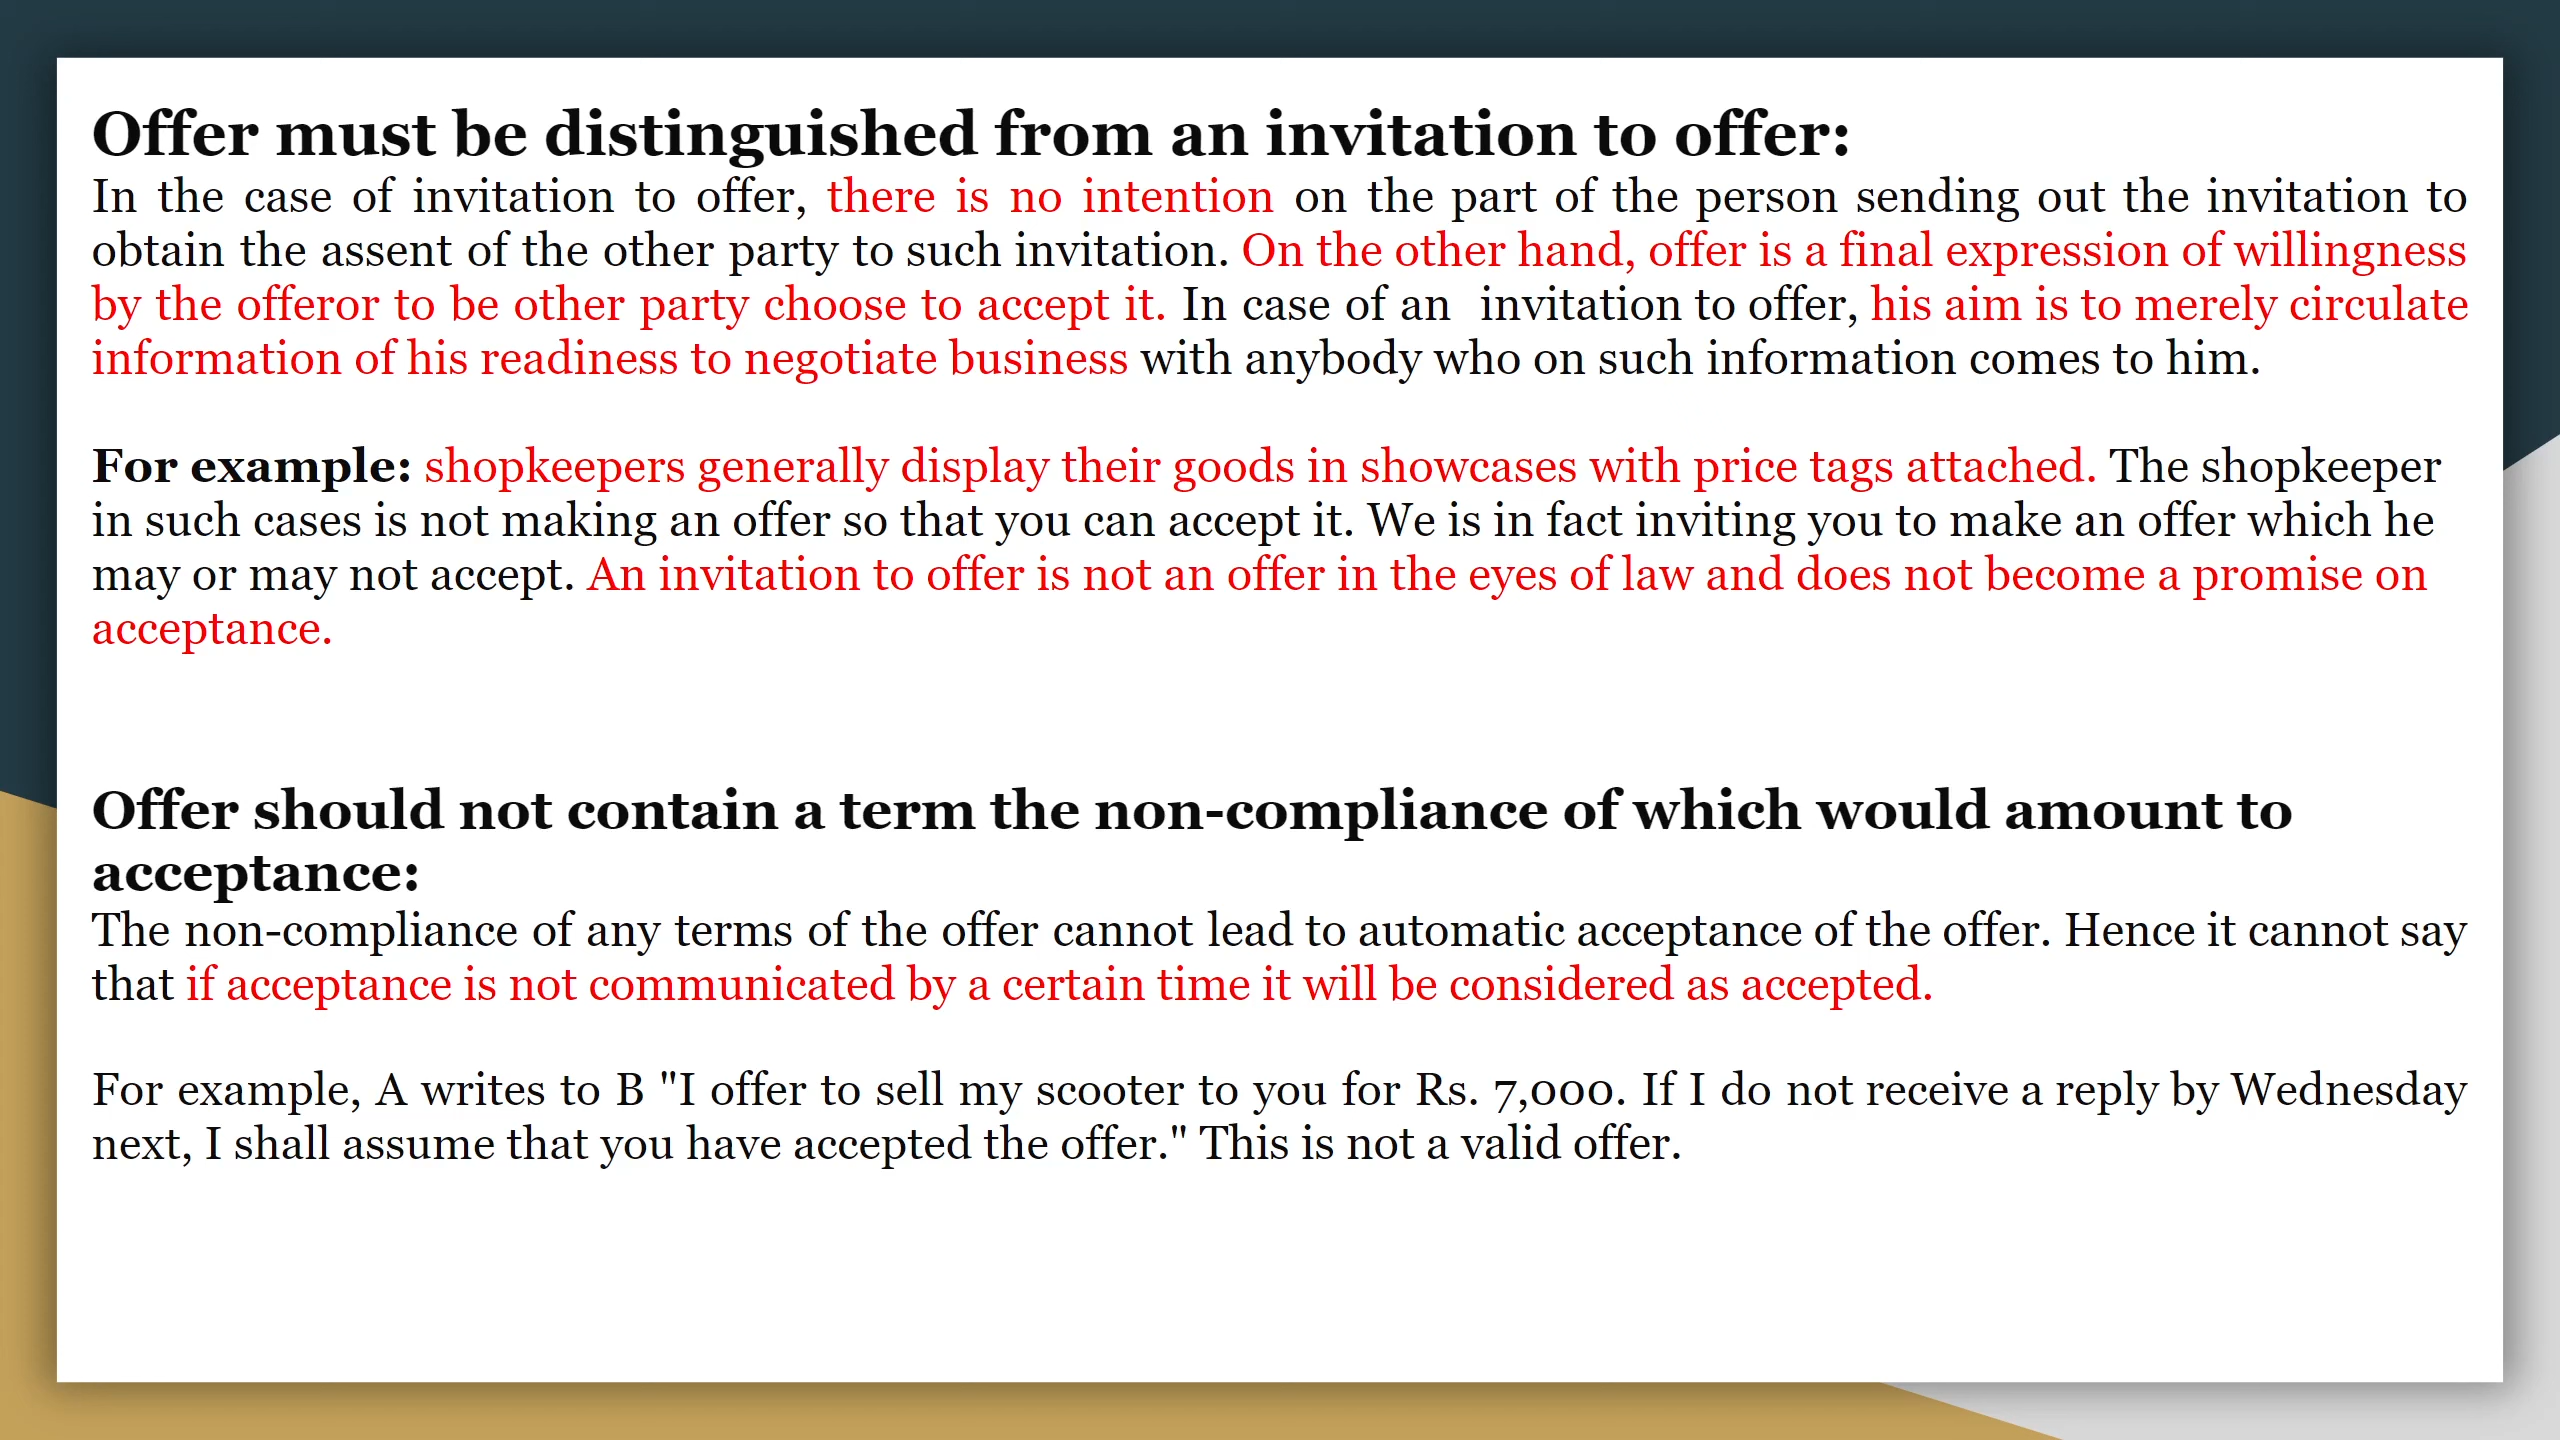 Offer must be distinguished from an invitation to offer:
In the case of invitation to offer, there is no intention on the part of the person sending out the invitation to
obtain the assent of the other party to such invitation. On the other hand, offer is a final expression of willingness
by the offeror to be other party choose to accept it. In case of an  invitation to offer, his aim is to merely circulate
information of his readiness to negotiate business with anybody who on such information comes to him.
For example: shopkeepers generally display their goods in showcases with price tags attached. The shopkeeper
in such cases is not making an offer so that you can accept it. We is in fact inviting you to make an offer which he
may or may not accept. An invitation to offer is not an offer in the eyes of law and does not become a promise on
acceptance.
Offer should not contain a term the non-compliance of which would amount to
acceptance:
The non-compliance of any terms of the offer cannot lead to automatic acceptance of the offer. Hence it cannot say
that if acceptance is not communicated by a certain time it will be considered as accepted.
For example, A writes to B "I offer to sell my scooter to you for Rs. 7,000. If I do not receive a reply by Wednesday
next, I shall assume that you have accepted the offer." This is not a valid offer.